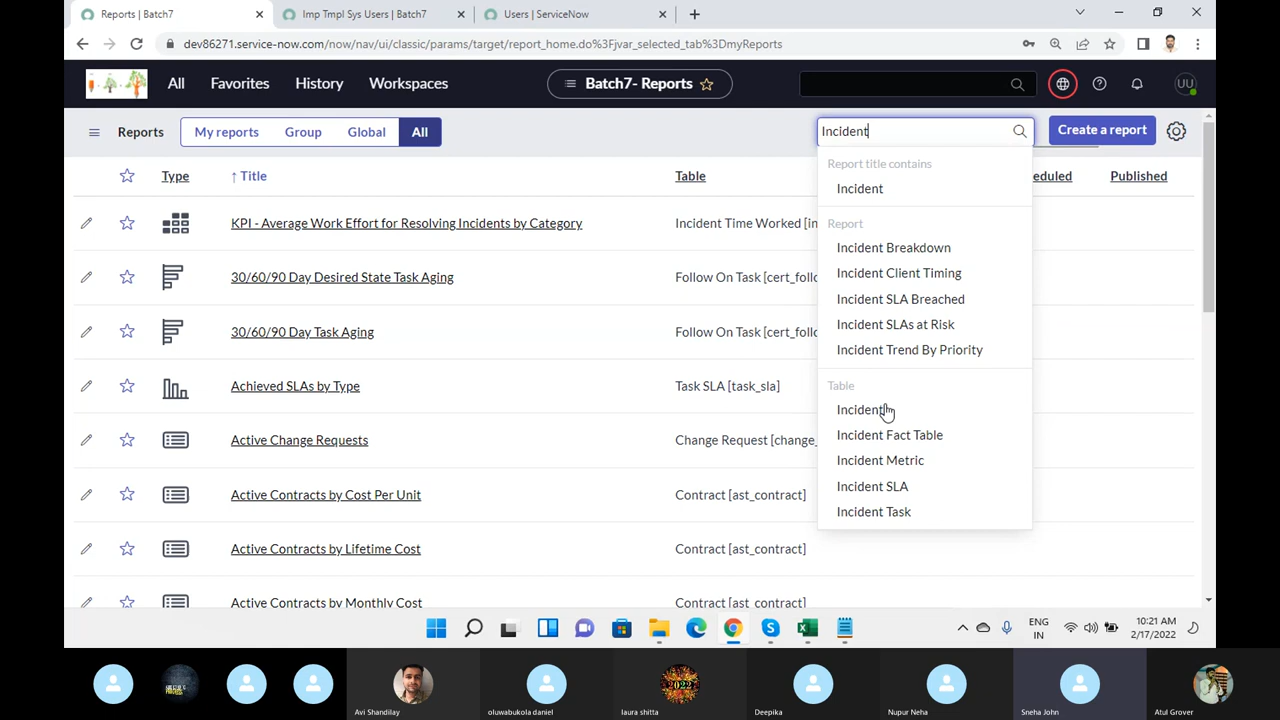 Reports | Batch7
Imp Tmpl Sys Users | Batch7
Users | ServiceNow
dev86271.service-now.com/now/nav/ui/classic/params/target/report_home.do%3Fjvar_selected_tab%3DmyReports
All Favorites History Workspaces Batch7- Reports UU
Reports My reports Group Global All Incident Create a report
Type ↑ Title Table eduled Published
KPI - Average Work Effort for Resolving Incidents by Category Incident Time Worked [in
30/60/90 Day Desired State Task Aging Follow On Task [cert_follo
30/60/90 Day Task Aging Follow On Task [cert_follo
Achieved SLAs by Type Task SLA [task_sla]
Active Change Requests Change Request [change_
Active Contracts by Cost Per Unit Contract [ast_contract]
Active Contracts by Lifetime Cost Contract [ast_contract]
Active Contracts by Monthly Cost Contract [ast_contract]
Report title contains
Incident
Report
Incident Breakdown
Incident Client Timing
Incident SLA Breached
Incident SLAs at Risk
Incident Trend By Priority
Table
Incident
Incident Fact Table
Incident Metric
Incident SLA
Incident Task
ENG
IN
10:21 AM
2/17/2022
2022
Avi Shandilay oluwabukola daniel laura shitta Deepika Nupur Neha Sneha John Atul Grover